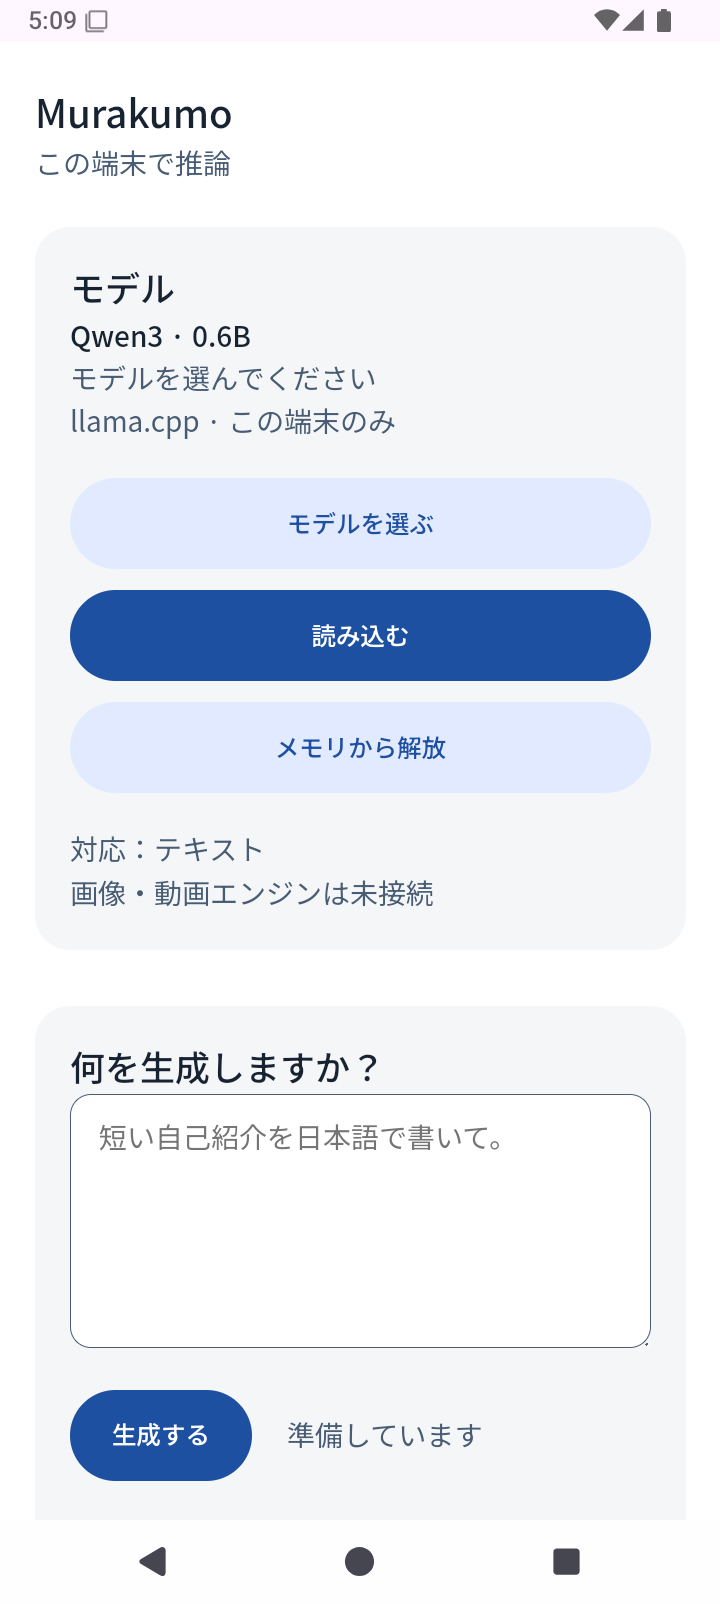 5:09
Murakumo
この端末で推論
モデル
Qwen3 · 0.6B
モデルを選んでください
llama.cpp · この端末のみ
モデルを選ぶ
読み込む
メモリから解放
対応：テキスト
画像・動画エンジンは未接続
何を生成しますか？
短い自己紹介を日本語で書いて。
生成する
準備しています